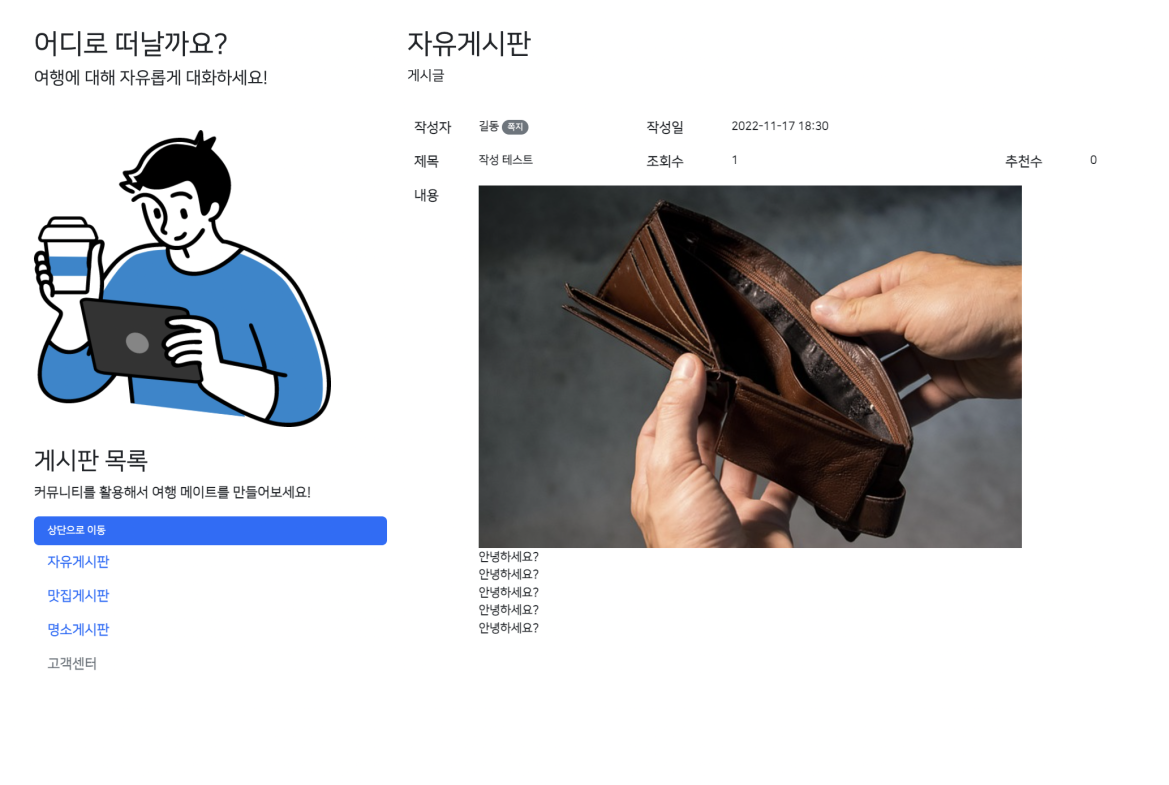 어디로 떠날까요?
여행에 대해 자유롭게 대화하세요!
게시판 목록
커뮤니티를 활용해서 여행 메이트를 만들어보세요!
상단으로 이동
자유게시판
맛집게시판
명소게시판
고객센터
자유게시판
게시글
작성자 길동 쪽지 작성일 2022-11-17 18:30
제목 작성 테스트 조회수 1 추천수 0
내용
안녕하세요?
안녕하세요?
안녕하세요?
안녕하세요?
안녕하세요?